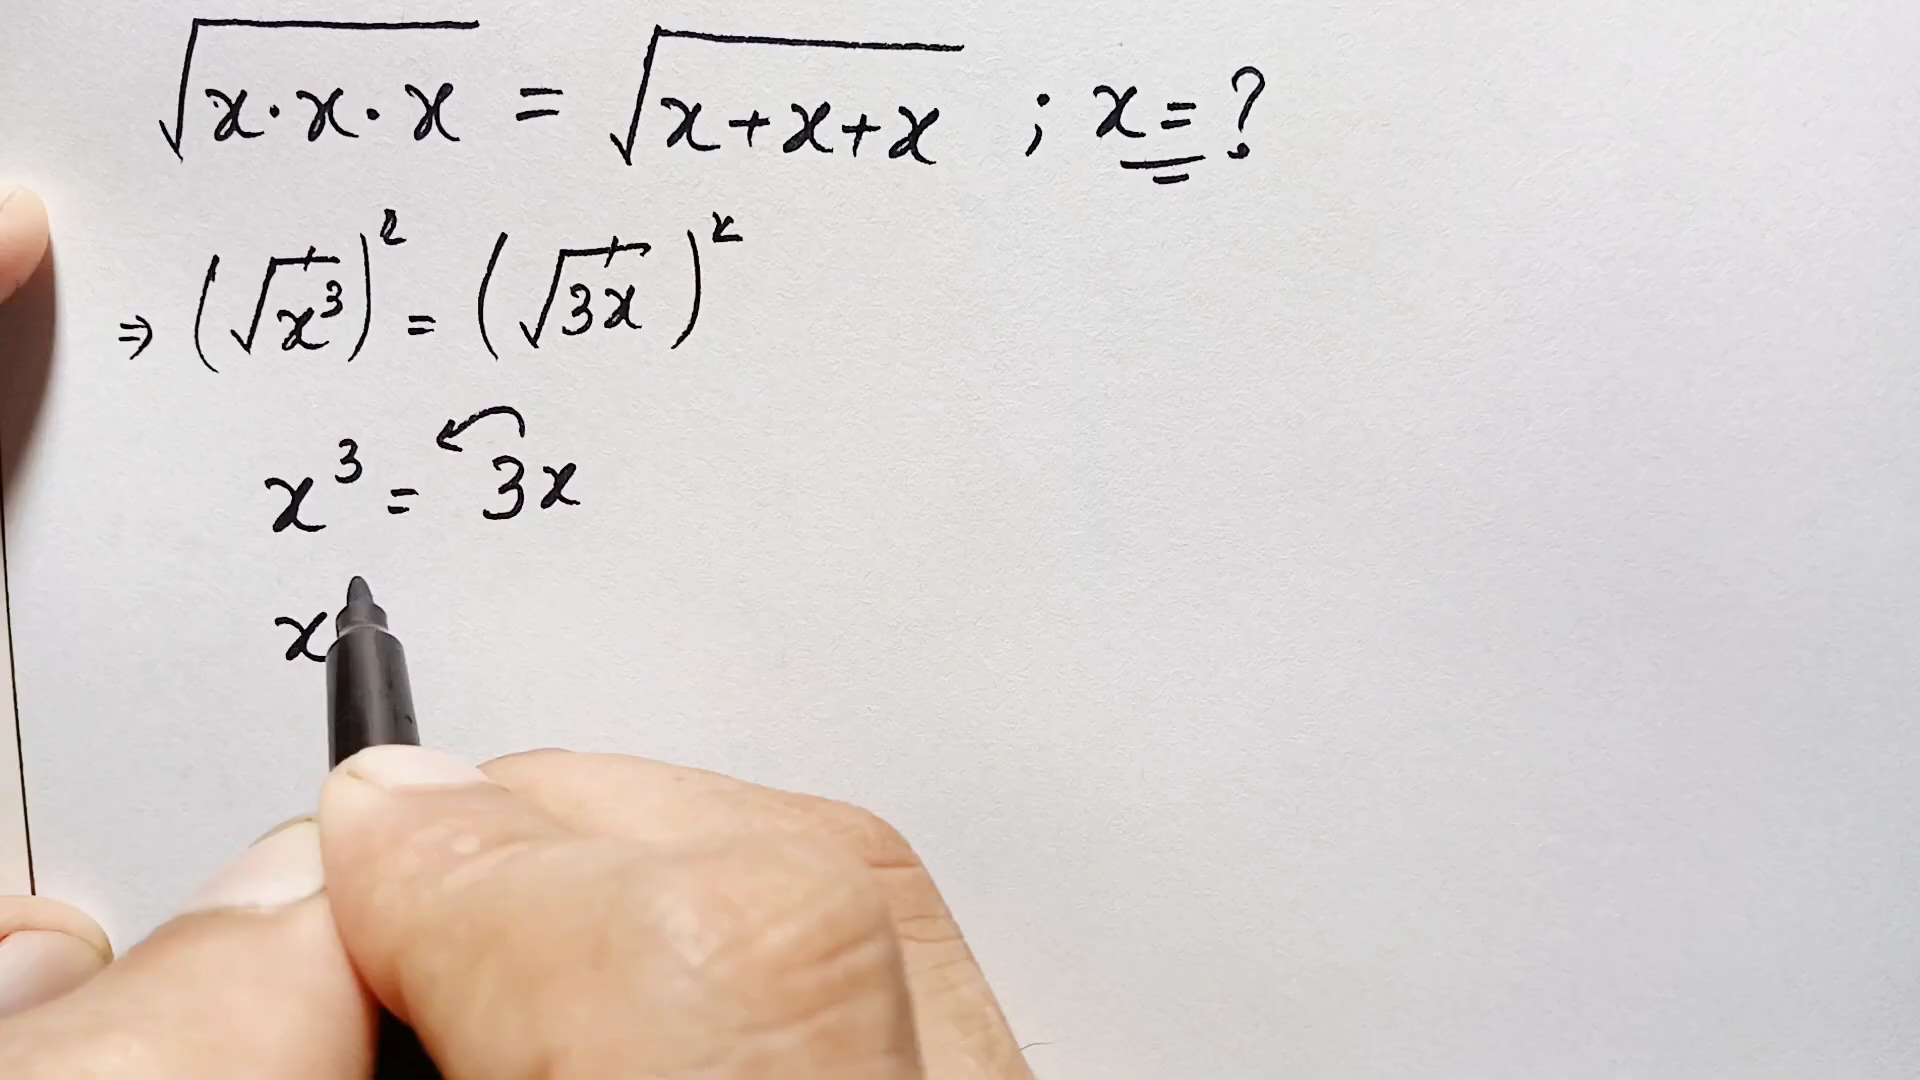 √(x·x·x) = √(x+x+x) ; x = ?
⇒ (√x³)² = (√3x)²
x³ = 3x
x